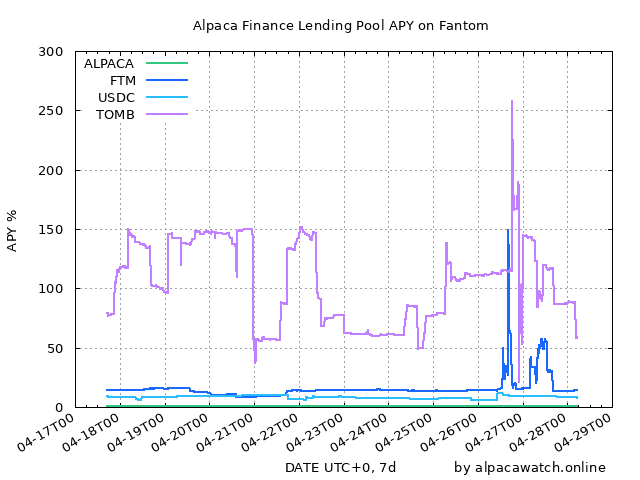 Alpaca Finance Lending Pool APY on Fantom
300
250
200
150
100
50
0
APY %
ALPACA
FTM
USDC
TOMB
04-17T00
04-18T00
04-19T00
04-20T00
04-21T00
04-22T00
04-23T00
04-24T00
04-25T00
04-26T00
04-27T00
04-28T00
04-29T00
DATE UTC+0, 7d
by alpacawatch.online